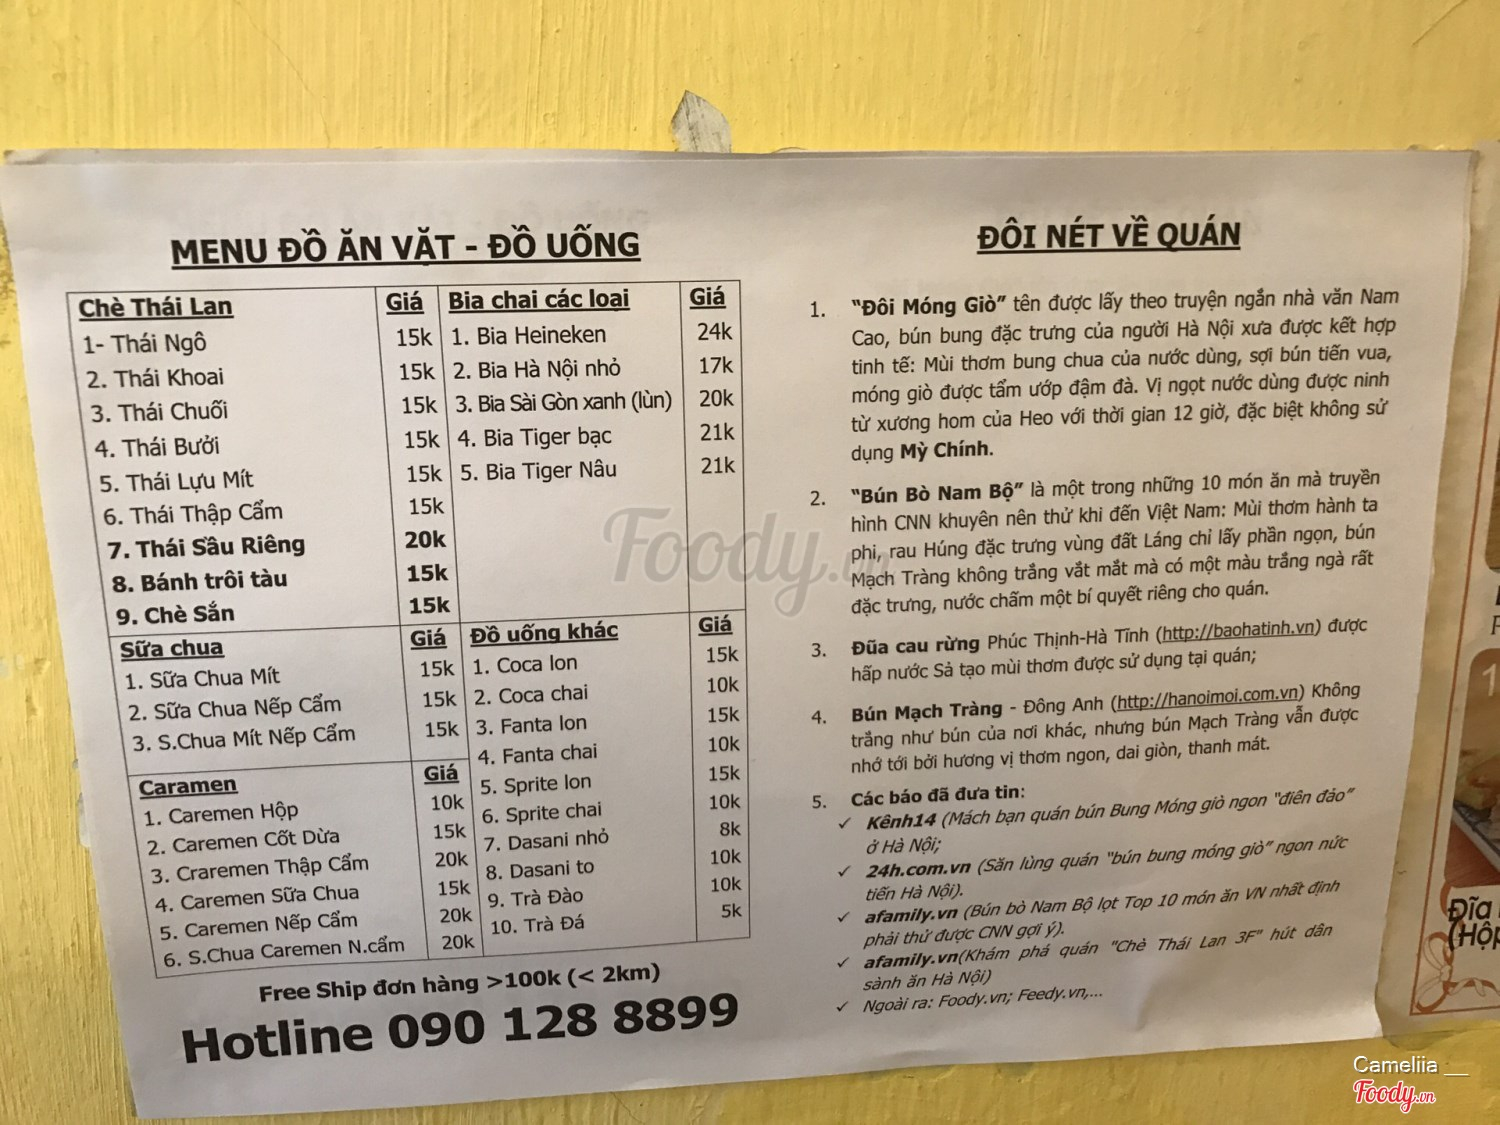 MENU ĐỒ ĂN VẶT - ĐỒ UỐNG
Chè Thái Lan Giá
1- Thái Ngô 15k
2. Thái Khoai 15k
3. Thái Chuối 15k
4. Thái Bưởi 15k
5. Thái Lựu Mít 15k
6. Thái Thập Cẩm 15k
7. Thái Sầu Riêng 20k
8. Bánh trôi tàu 15k
9. Chè Sắn 15k
Sữa chua Giá
1. Sữa Chua Mít 15k
2. Sữa Chua Nếp Cẩm 15k
3. S.Chua Mít Nếp Cẩm 15k
Caramen Giá
1. Caremen Hộp 10k
2. Caremen Cốt Dừa 15k
3. Craremen Thập Cẩm 20k
4. Caremen Sữa Chua 15k
5. Caremen Nếp Cẩm 20k
6. S.Chua Caremen N.cẩm 20k
Bia chai các loại Giá
1. Bia Heineken 24k
2. Bia Hà Nội nhỏ 17k
3. Bia Sài Gòn xanh (lùn) 20k
4. Bia Tiger bạc 21k
5. Bia Tiger Nâu 21k
Đồ uống khác Giá
1. Coca lon 15k
2. Coca chai 10k
3. Fanta lon 15k
4. Fanta chai 10k
5. Sprite lon 15k
6. Sprite chai 10k
7. Dasani nhỏ 8k
8. Dasani to 10k
9. Trà Đào 10k
10. Trà Đá 5k
Free Ship đơn hàng >100k (< 2km)
Hotline 090 128 8899
ĐÔI NÉT VỀ QUÁN
1. "Đôi Móng Giò" tên được lấy theo truyện ngắn nhà văn Nam
Cao, bún bung đặc trưng của người Hà Nội xưa được kết hợp
tinh tế: Mùi thơm bung chua của nước dùng, sợi bún tiến vua,
móng giò được tẩm ướp đậm đà. Vị ngọt nước dùng được ninh
từ xương hom của Heo với thời gian 12 giờ, đặc biệt không sử
dụng Mỳ Chính.
2. "Bún Bò Nam Bộ" là một trong những 10 món ăn mà truyền
hình CNN khuyên nên thử khi đến Việt Nam: Mùi thơm hành ta
phi, rau Húng đặc trưng vùng đất Láng chỉ lấy phần ngọn, bún
Mạch Tràng không trắng vắt mắt mà có một màu trắng ngà rất
đặc trưng, nước chấm một bí quyết riêng cho quán.
3. Đũa cau rừng Phúc Thịnh-Hà Tĩnh (http://baohatinh.vn) được
hấp nước Sả tạo mùi thơm được sử dụng tại quán;
4. Bún Mạch Tràng - Đông Anh (http://hanoimoi.com.vn) Không
trắng như bún của nơi khác, nhưng bún Mạch Tràng vẫn được
nhớ tới bởi hương vị thơm ngon, dai giòn, thanh mát.
5. Các báo đã đưa tin:
✓ Kênh14 (Mách bạn quán bún Bung Móng giò ngon "điên đảo"
ở Hà Nội;
✓ 24h.com.vn (Săn lùng quán "bún bung móng giò" ngon nức
tiếng Hà Nội).
✓ afamily.vn (Bún bò Nam Bộ lọt Top 10 món ăn VN nhất định
phải thử được CNN gợi ý).
✓ afamily.vn(Khám phá quán "Chè Thái Lan 3F" hút dân
sành ăn Hà Nội)
✓ Ngoài ra: Foody.vn; Feedy.vn,...
Foody.vn
Đĩa
(Hộp
Cameliia __
Foody.vn